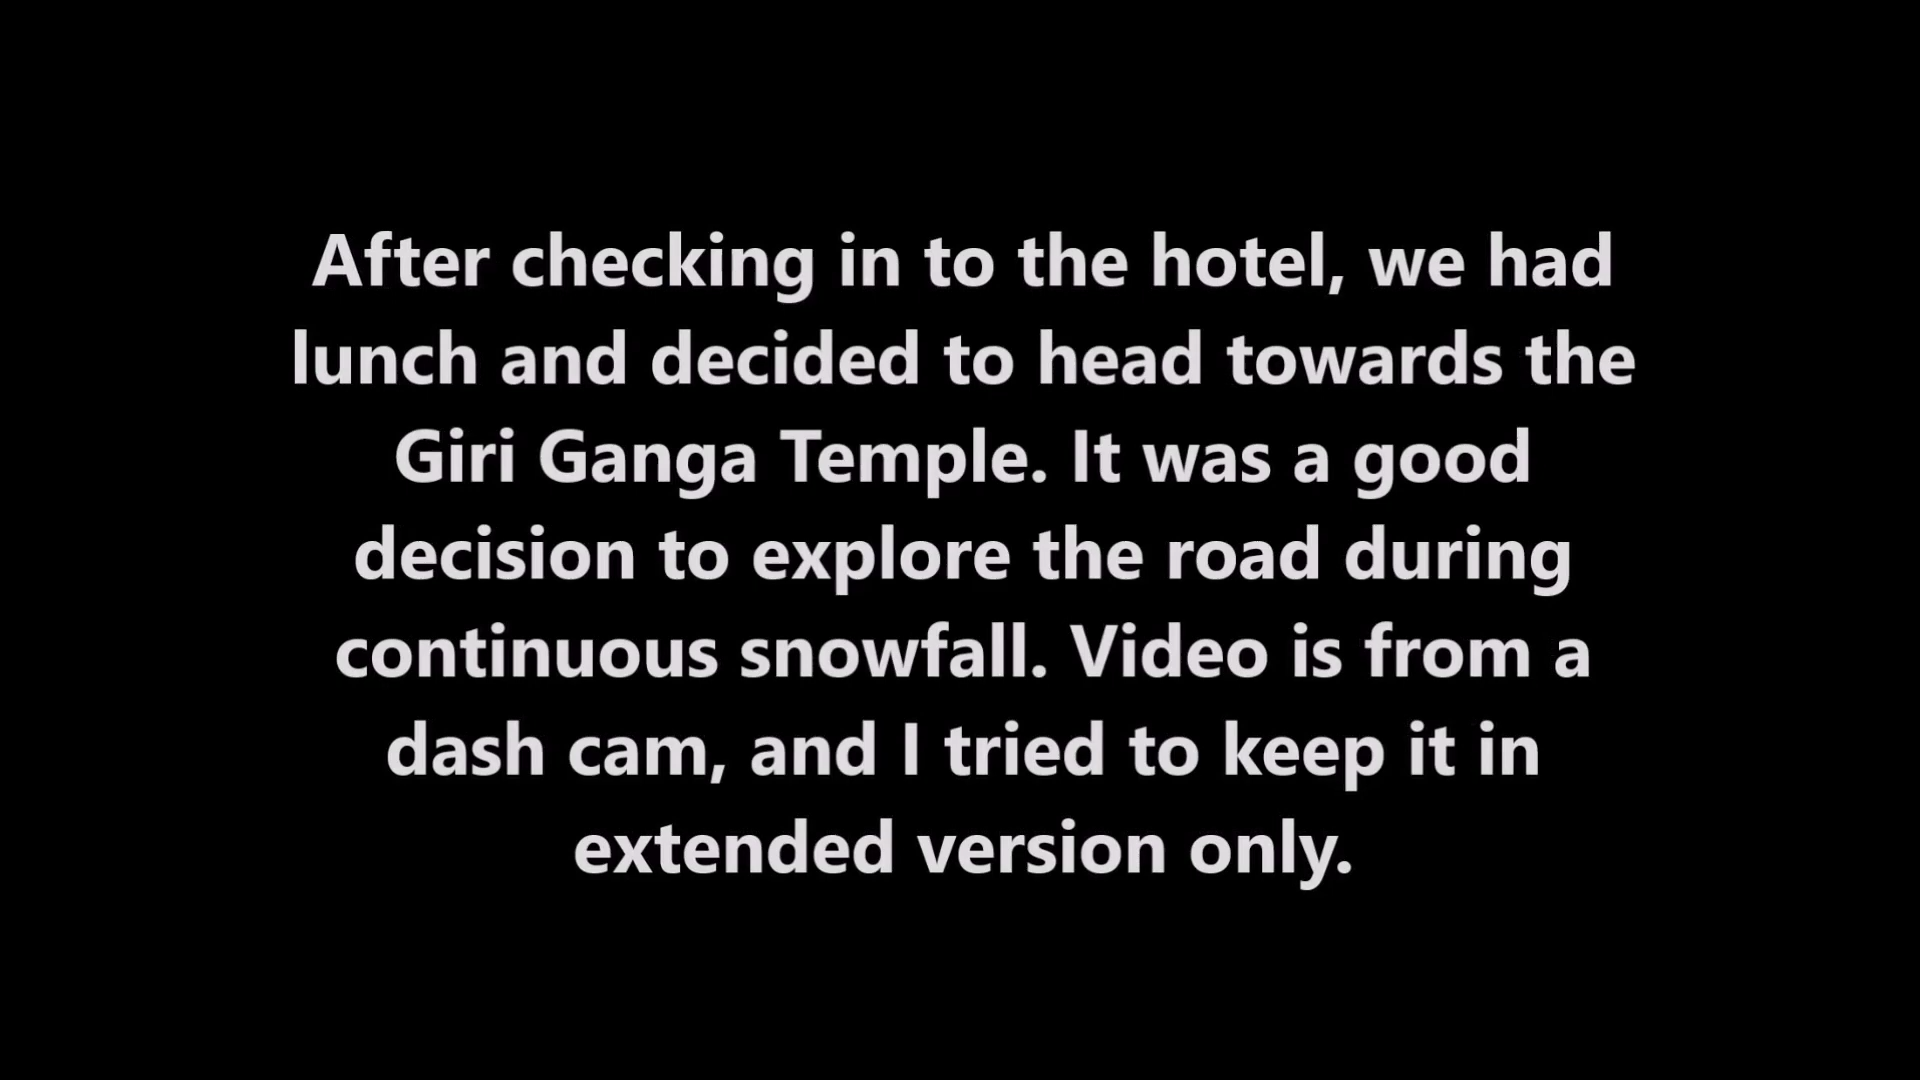 After checking in to the hotel, we had
lunch and decided to head towards the
Giri Ganga Temple. It was a good
decision to explore the road during
continuous snowfall. Video is from a
dash cam, and I tried to keep it in
extended version only.